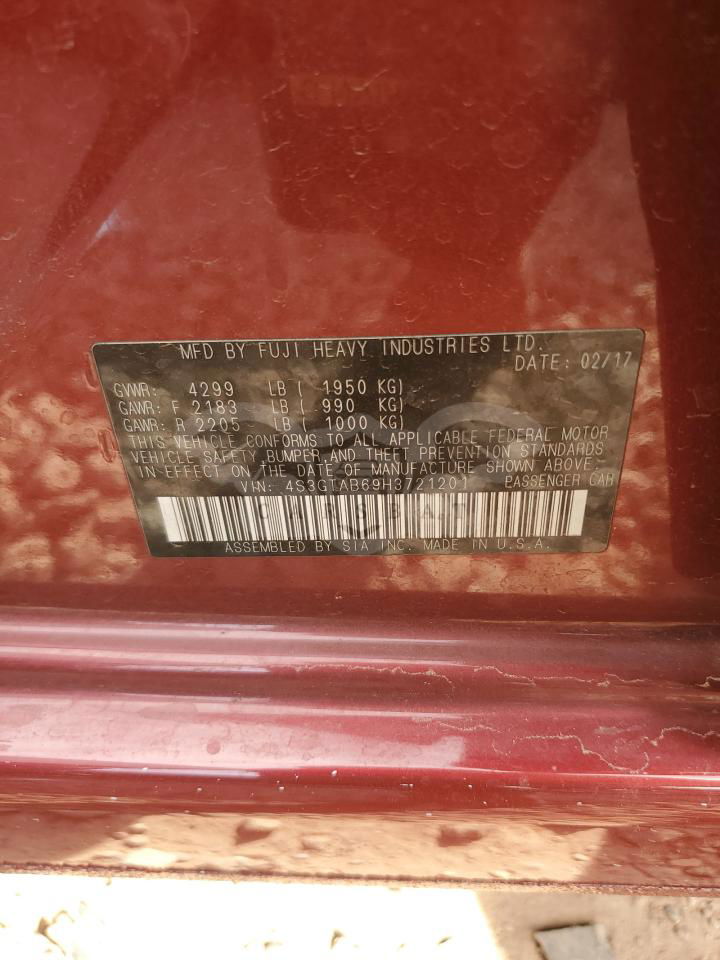 MFD BY FUJI HEAVY INDUSTRIES LTD.
DATE: 02/17
GVWR: 4299 LB ( 1950 KG)
GAWR: F 2183 LB ( 990 KG)
GAWR: R 2205 LB ( 1000 KG)
THIS VEHICLE CONFORMS TO ALL APPLICABLE FEDERAL MOTOR
VEHICLE SAFETY,BUMPER,AND THEFT PREVENTION STANDARDS
IN EFFECT ON THE DATE OF MANUFACTURE SHOWN ABOVE.
VIN: 4S3GTAB69H3721201 PASSENGER CAR
ASSEMBLED BY SIA INC. MADE IN U.S.A.